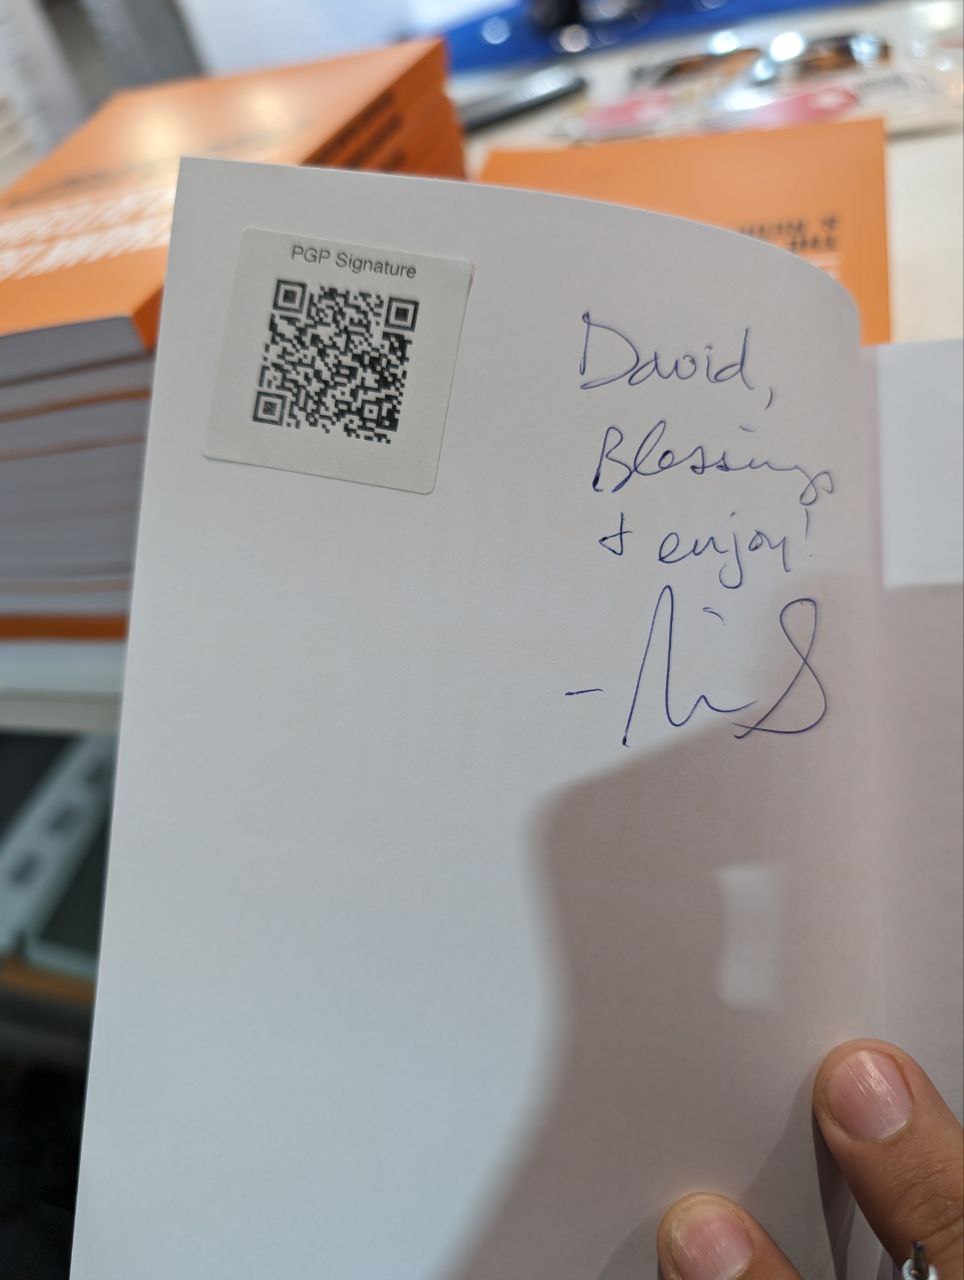 PGP Signature
David,
Blessings
+ enjoy!